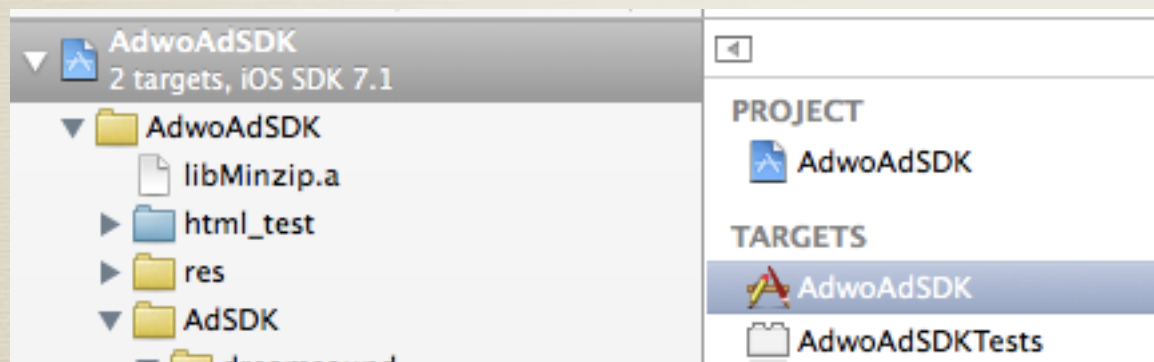 AdwoAdSDK
2 targets, iOS SDK 7.1
AdwoAdSDK
libMinzip.a
html_test
res
AdSDK
PROJECT
AdwoAdSDK
TARGETS
AdwoAdSDK
AdwoAdSDKTests